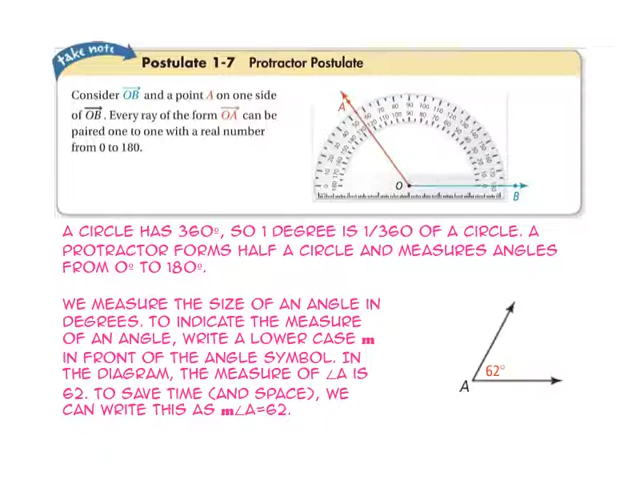 take note
Postulate 1-7 Protractor Postulate
Consider OB and a point A on one side
of OB. Every ray of the form OA can be
paired one to one with a real number
from 0 to 180.
A
O
B
A CIRCLE HAS 360º, SO 1 DEGREE IS 1/360 OF A CIRCLE. A
PROTRACTOR FORMS HALF A CIRCLE AND MEASURES ANGLES
FROM 0º TO 180º.
WE MEASURE THE SIZE OF AN ANGLE IN
DEGREES. TO INDICATE THE MEASURE
OF AN ANGLE, WRITE A LOWER CASE m
IN FRONT OF THE ANGLE SYMBOL. IN
THE DIAGRAM, THE MEASURE OF ∠A IS
62. TO SAVE TIME (AND SPACE), WE
CAN WRITE THIS AS m∠A=62.
62°
A